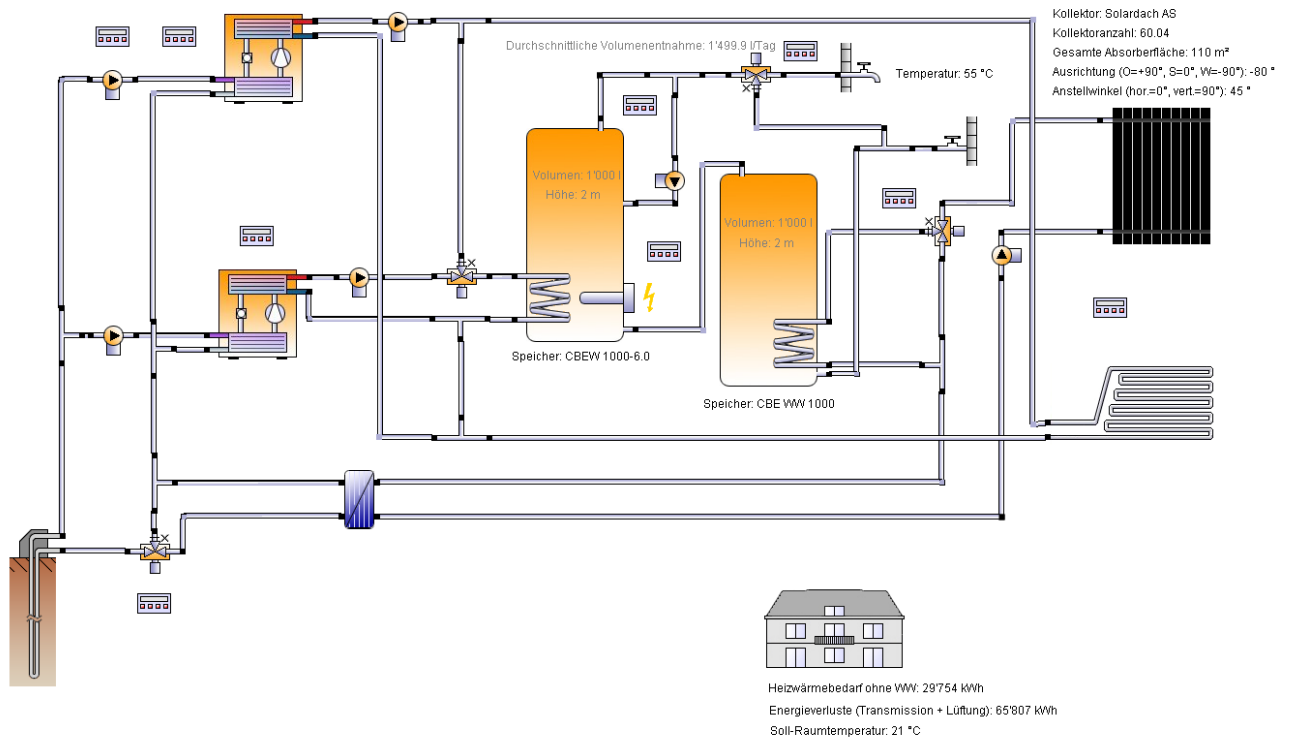 Kollektor: Solardach AS
Kollektoranzahl: 60.04
Gesamte Absorberfläche: 110 m²
Ausrichtung (O=+90°, S=0°, W=-90°): -80 °
Anstellwinkel (hor.=0°, vert.=90°): 45 °
Durchschnittliche Volumenentnahme: 1'499.9 l/Tag
Temperatur: 55 °C
Volumen: 1'000 l
Höhe: 2 m
Volumen: 1'000 l
Höhe: 2 m
Speicher: CBEW 1000-6.0
Speicher: CBE WW 1000
Heizwärmebedarf ohne WW: 29'754 kWh
Energieverluste (Transmission + Lüftung): 65'807 kWh
Soll-Raumtemperatur: 21 °C